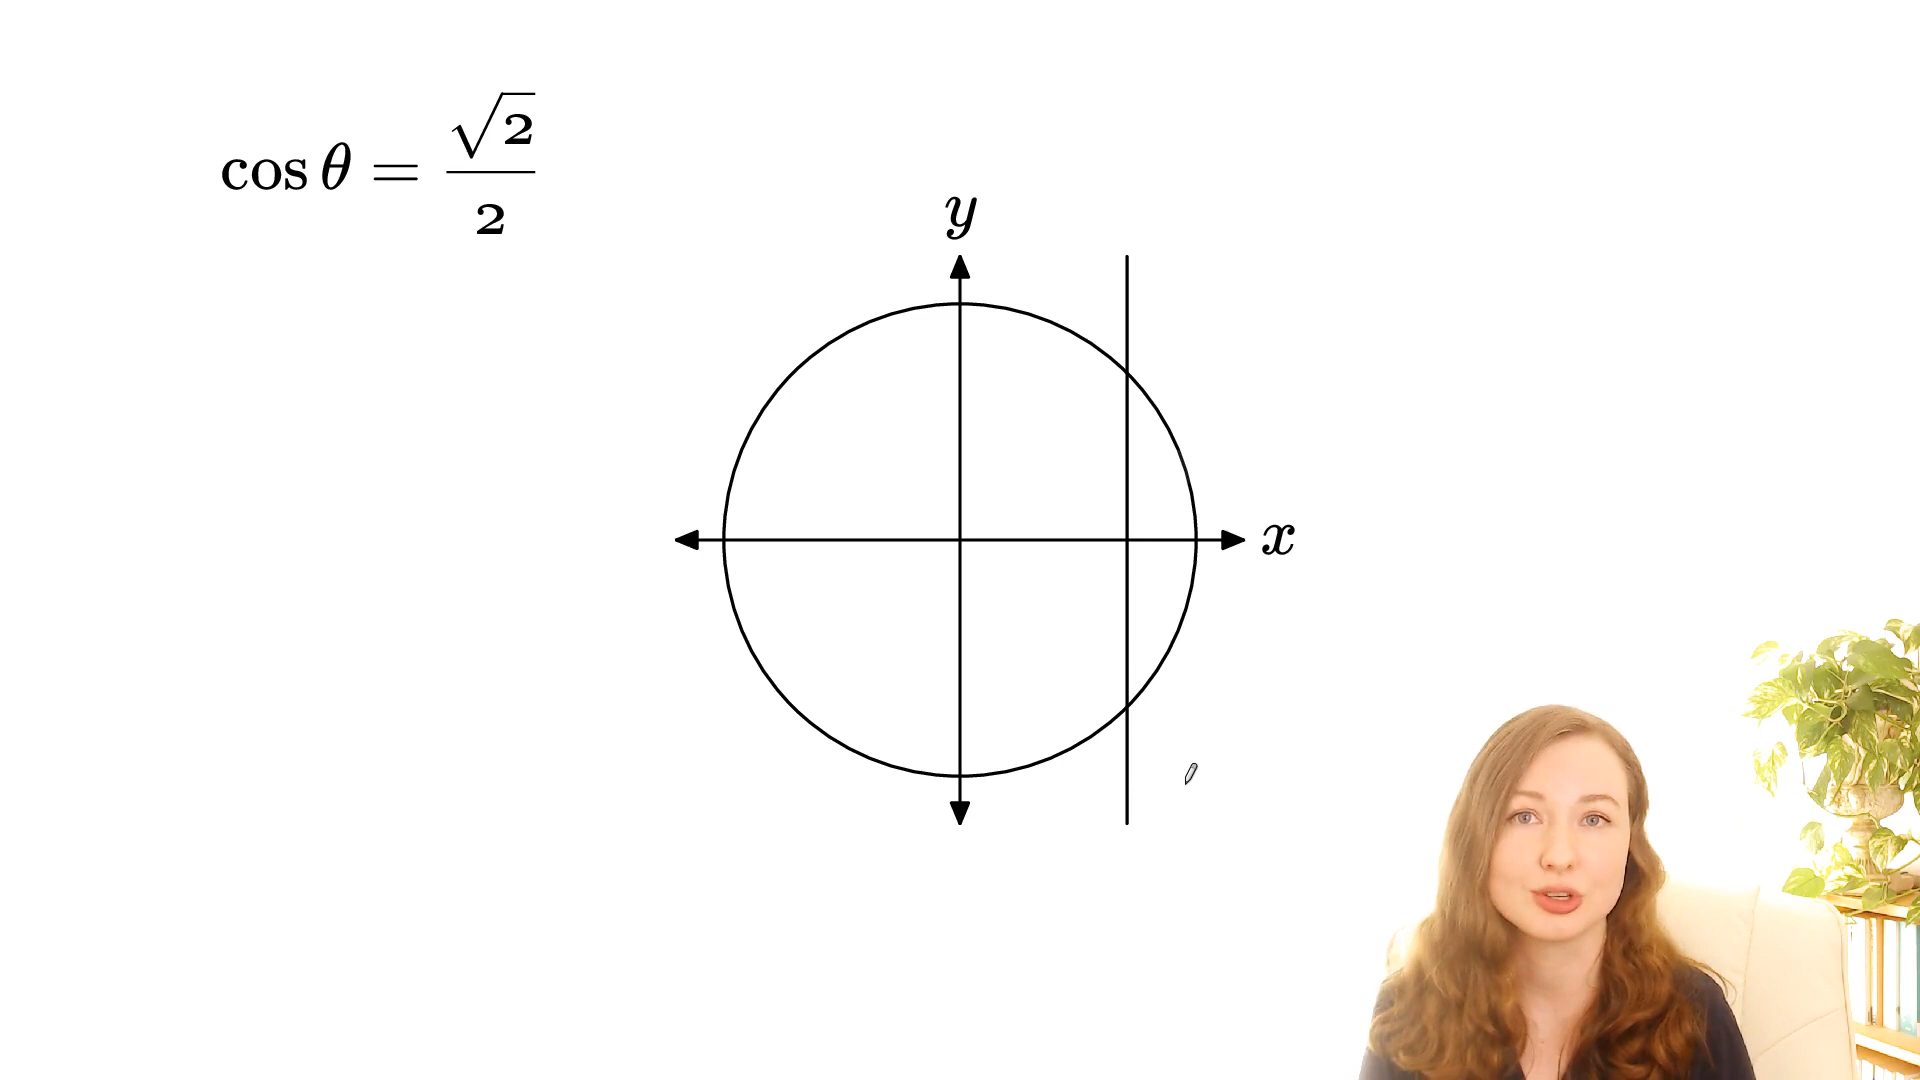 cos θ = √2/2
y
x